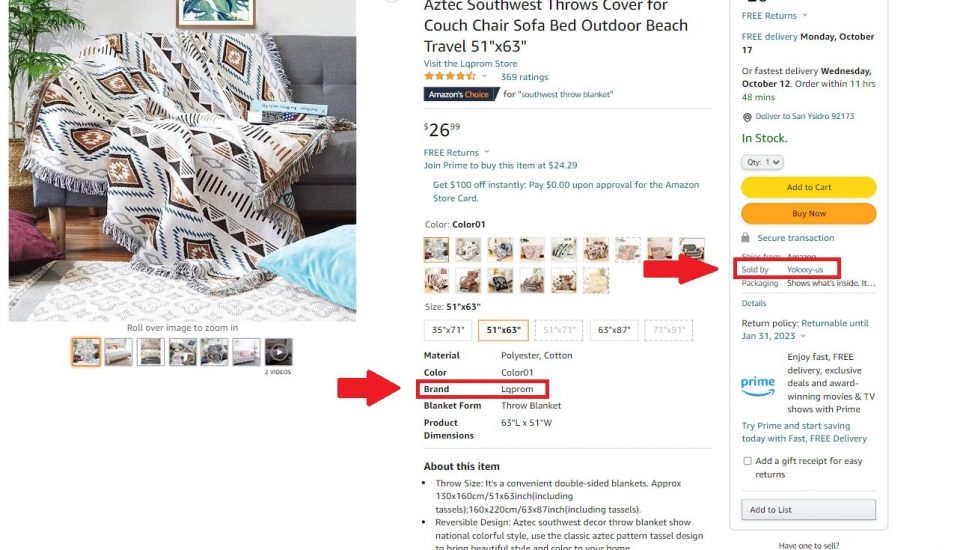 Aztec Southwest Throws Cover for
Couch Chair Sofa Bed Outdoor Beach
Travel 51"x63"
Visit the Lqprom Store
369 ratings
Amazon's Choice for "southwest throw blanket"
$26 99
FREE Returns
Join Prime to buy this item at $24.29
Get $100 off instantly: Pay $0.00 upon approval for the Amazon
Store Card.
Color: Color01
Size: 51"x63"
35"x71"
51"x63"
51"x71"
63"x87"
71"x91"
Material Polyester, Cotton
Color Color01
Brand Lqprom
Blanket Form Throw Blanket
Product 63"L x 51"W
Dimensions
About this item
• Throw Size: It's a convenient double-sided blankets. Approx
130x160cm/51x63inch(including
tassels);160x220cm/63x87inch(including tassels).
• Reversible Design: Aztec southwest decor throw blanket show
national colorful style, use the classic aztec pattern tassel design
to bring beautiful style and color to your home
Roll over image to zoom in
2 VIDEOS
FREE Returns
FREE delivery Monday, October
17
Or fastest delivery Wednesday,
October 12. Order within 11 hrs
48 mins
Deliver to San Ysidro 92173
In Stock.
Qty: 1
Add to Cart
Buy Now
Secure transaction
Ships from Amazon
Sold by Yokxxy-us
Packaging Shows what's inside. It…
Details
Return policy: Returnable until
Jan 31, 2023
prime
Enjoy fast, FREE
delivery, exclusive
deals and award-
winning movies & TV
shows with Prime
Try Prime and start saving
today with Fast, FREE Delivery
Add a gift receipt for easy
returns
Add to List
Have one to sell?